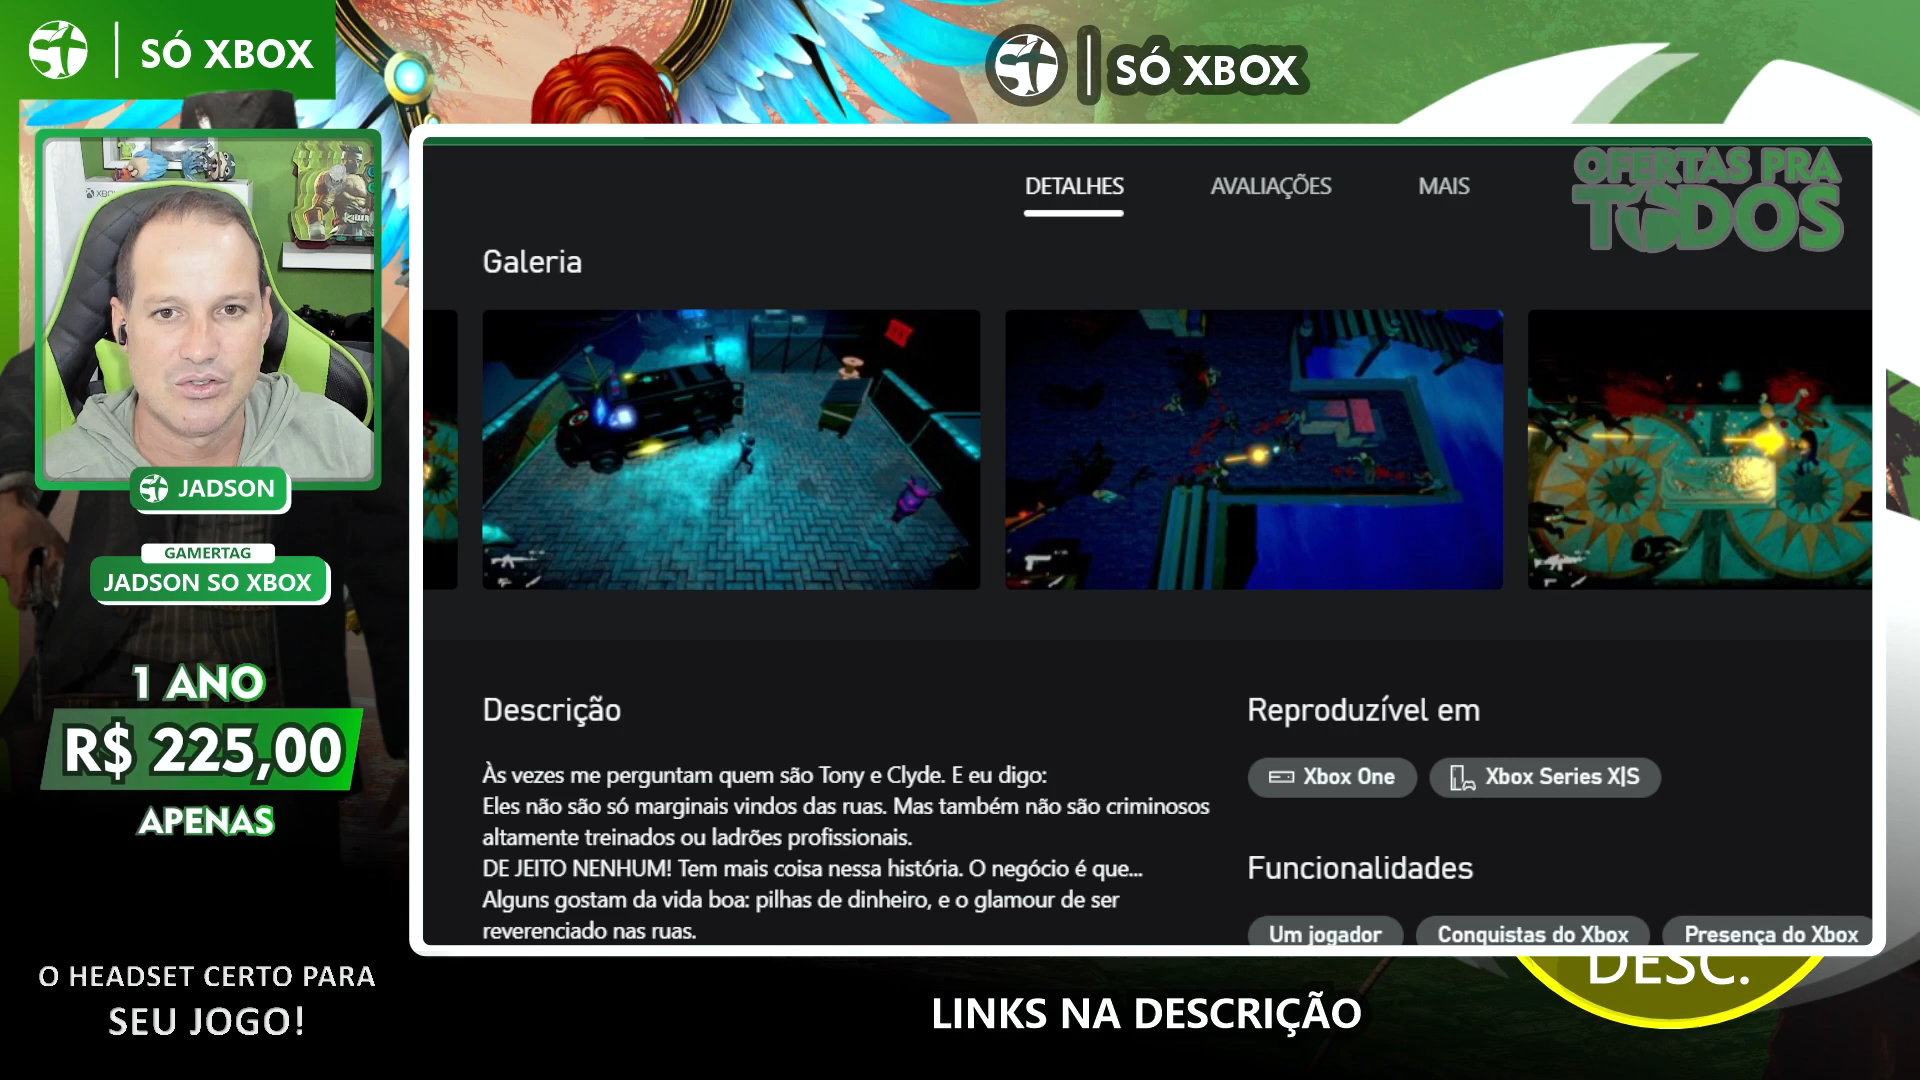 SÓ XBOX
SÓ XBOX
OFERTAS PRA
TODOS
DETALHES
AVALIAÇÕES
MAIS
Galeria
JADSON
GAMERTAG
JADSON SO XBOX
1 ANO
R$ 225,00
APENAS
Descrição
Às vezes me perguntam quem são Tony e Clyde. E eu digo:
Eles não são só marginais vindos das ruas. Mas também não são criminosos
altamente treinados ou ladrões profissionais.
DE JEITO NENHUM! Tem mais coisa nessa história. O negócio é que...
Alguns gostam da vida boa: pilhas de dinheiro, e o glamour de ser
reverenciado nas ruas.
Reproduzível em
Xbox One
Xbox Series X|S
Funcionalidades
Um jogador
Conquistas do Xbox
Presença do Xbox
DESC.
O HEADSET CERTO PARA
SEU JOGO!
LINKS NA DESCRIÇÃO